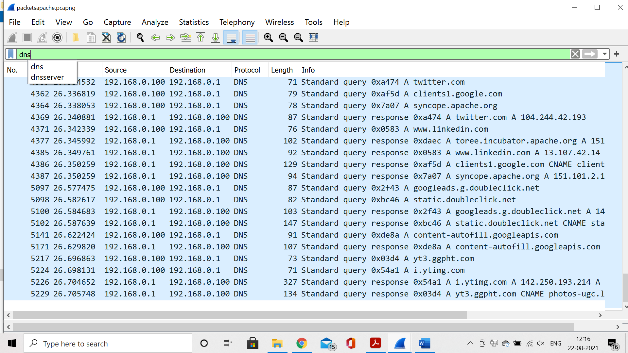 packetsapache.pcapng
File Edit View Go Capture Analyze Statistics Telephony Wireless Tools Help
dns
dns
dnsserver
No. Source Destination Protocol Length Info
4532 192.168.0.100 192.168.0.1 DNS 71 Standard query 0xa474 A twitter.com
4362 26.336819 192.168.0.100 192.168.0.1 DNS 79 Standard query 0xaf5d A clients1.google.com
4364 26.338053 192.168.0.100 192.168.0.1 DNS 78 Standard query 0x7a07 A syncope.apache.org
4369 26.340881 192.168.0.1 192.168.0.100 DNS 87 Standard query response 0xa474 A twitter.com A 104.244.42.193
4371 26.342339 192.168.0.100 192.168.0.1 DNS 76 Standard query 0x0583 A www.linkedin.com
4377 26.345992 192.168.0.1 192.168.0.100 DNS 102 Standard query response 0xdaec A toree.incubator.apache.org A 151
4385 26.349761 192.168.0.1 192.168.0.100 DNS 92 Standard query response 0x0583 A www.linkedin.com A 13.107.42.14
4386 26.350259 192.168.0.1 192.168.0.100 DNS 129 Standard query response 0xaf5d A clients1.google.com CNAME client
4387 26.350259 192.168.0.1 192.168.0.100 DNS 94 Standard query response 0x7a07 A syncope.apache.org A 151.101.2.1
5097 26.577475 192.168.0.100 192.168.0.1 DNS 87 Standard query 0x2f43 A googleads.g.doubleclick.net
5098 26.582617 192.168.0.100 192.168.0.1 DNS 82 Standard query 0xbc46 A static.doubleclick.net
5100 26.584683 192.168.0.1 192.168.0.100 DNS 103 Standard query response 0x2f43 A googleads.g.doubleclick.net A 14
5102 26.587639 192.168.0.1 192.168.0.100 DNS 147 Standard query response 0xbc46 A static.doubleclick.net CNAME sta
5141 26.622424 192.168.0.100 192.168.0.1 DNS 91 Standard query 0xde8a A content-autofill.googleapis.com
5171 26.629820 192.168.0.1 192.168.0.100 DNS 107 Standard query response 0xde8a A content-autofill.googleapis.com
5217 26.696863 192.168.0.100 192.168.0.1 DNS 73 Standard query 0x03d4 A yt3.ggpht.com
5224 26.698131 192.168.0.100 192.168.0.1 DNS 71 Standard query 0x54a1 A i.ytimg.com
5226 26.704652 192.168.0.1 192.168.0.100 DNS 327 Standard query response 0x54a1 A i.ytimg.com A 142.250.193.214 A
5229 26.705748 192.168.0.1 192.168.0.100 DNS 134 Standard query response 0x03d4 A yt3.ggpht.com CNAME photos-ugc.l
Type here to search
ENG
12:16
22-08-2021